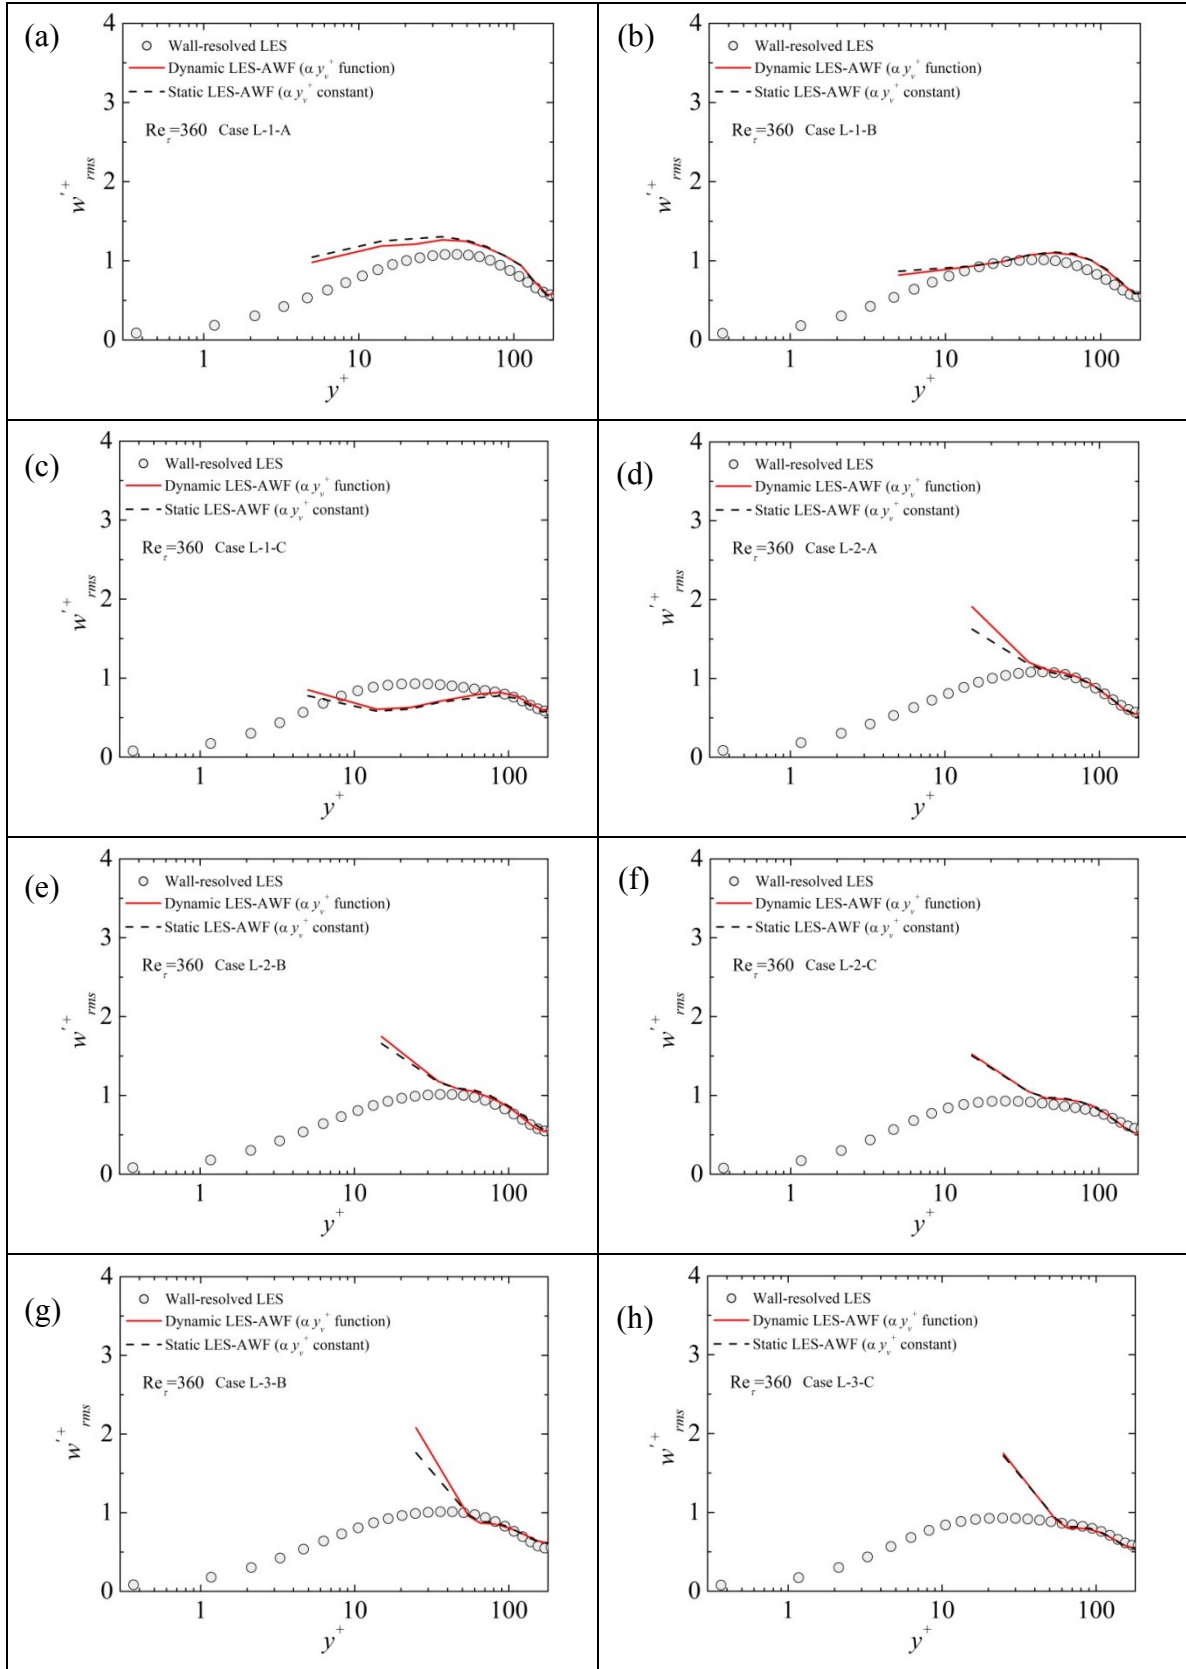 (a)
4
3
2
1
0
Wall-resolved LES
Dynamic LES-AWF (α y_v^+ function)
Static LES-AWF (α y_v^+ constant)
Re_τ=360 Case L-1-A
w'^+_rms
1 10 100
y^+
(b)
4
3
2
1
0
Wall-resolved LES
Dynamic LES-AWF (α y_v^+ function)
Static LES-AWF (α y_v^+ constant)
Re_τ=360 Case L-1-B
w'^+_rms
1 10 100
y^+
(c)
4
3
2
1
0
Wall-resolved LES
Dynamic LES-AWF (α y_v^+ function)
Static LES-AWF (α y_v^+ constant)
Re_τ=360 Case L-1-C
w'^+_rms
1 10 100
y^+
(d)
4
3
2
1
0
Wall-resolved LES
Dynamic LES-AWF (α y_v^+ function)
Static LES-AWF (α y_v^+ constant)
Re_τ=360 Case L-2-A
w'^+_rms
1 10 100
y^+
(e)
4
3
2
1
0
Wall-resolved LES
Dynamic LES-AWF (α y_v^+ function)
Static LES-AWF (α y_v^+ constant)
Re_τ=360 Case L-2-B
w'^+_rms
1 10 100
y^+
(f)
4
3
2
1
0
Wall-resolved LES
Dynamic LES-AWF (α y_v^+ function)
Static LES-AWF (α y_v^+ constant)
Re_τ=360 Case L-2-C
w'^+_rms
1 10 100
y^+
(g)
4
3
2
1
0
Wall-resolved LES
Dynamic LES-AWF (α y_v^+ function)
Static LES-AWF (α y_v^+ constant)
Re_τ=360 Case L-3-B
w'^+_rms
1 10 100
y^+
(h)
4
3
2
1
0
Wall-resolved LES
Dynamic LES-AWF (α y_v^+ function)
Static LES-AWF (α y_v^+ constant)
Re_τ=360 Case L-3-C
w'^+_rms
1 10 100
y^+